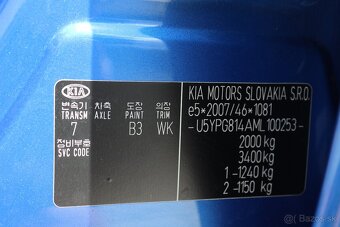 KIA
변속기 차축 도장 의장
TRANSM AXLE PAINT TRIM
7 B3 WK
정비부호
SVC CODE
KIA MOTORS SLOVAKIA S.R.O.
e5*2007/46*1081
-U5YPG814AML100253-
2000 kg
3400 kg
1 -1240 kg
2 -1150 kg
Bazos.sk